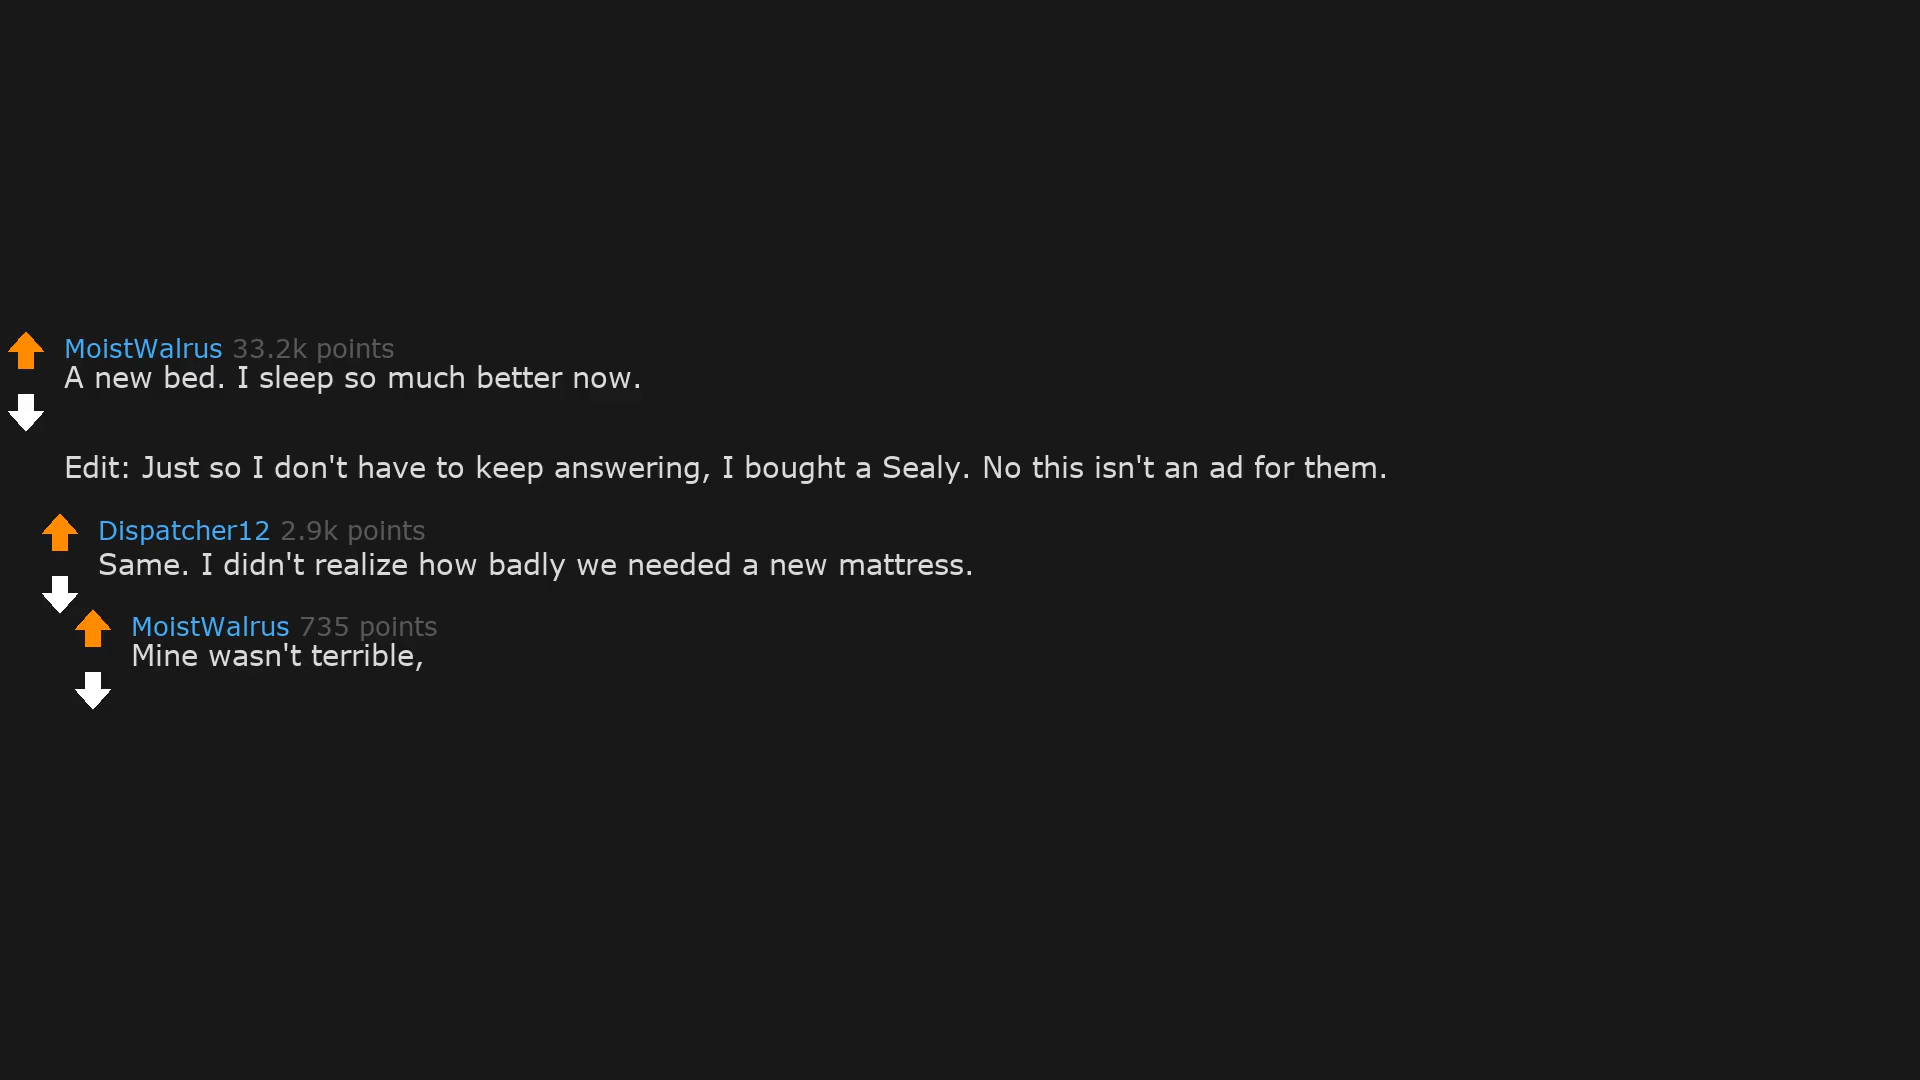 MoistWalrus 33.2k points
A new bed. I sleep so much better now.
Edit: Just so I don't have to keep answering, I bought a Sealy. No this isn't an ad for them.
Dispatcher12 2.9k points
Same. I didn't realize how badly we needed a new mattress.
MoistWalrus 735 points
Mine wasn't terrible,